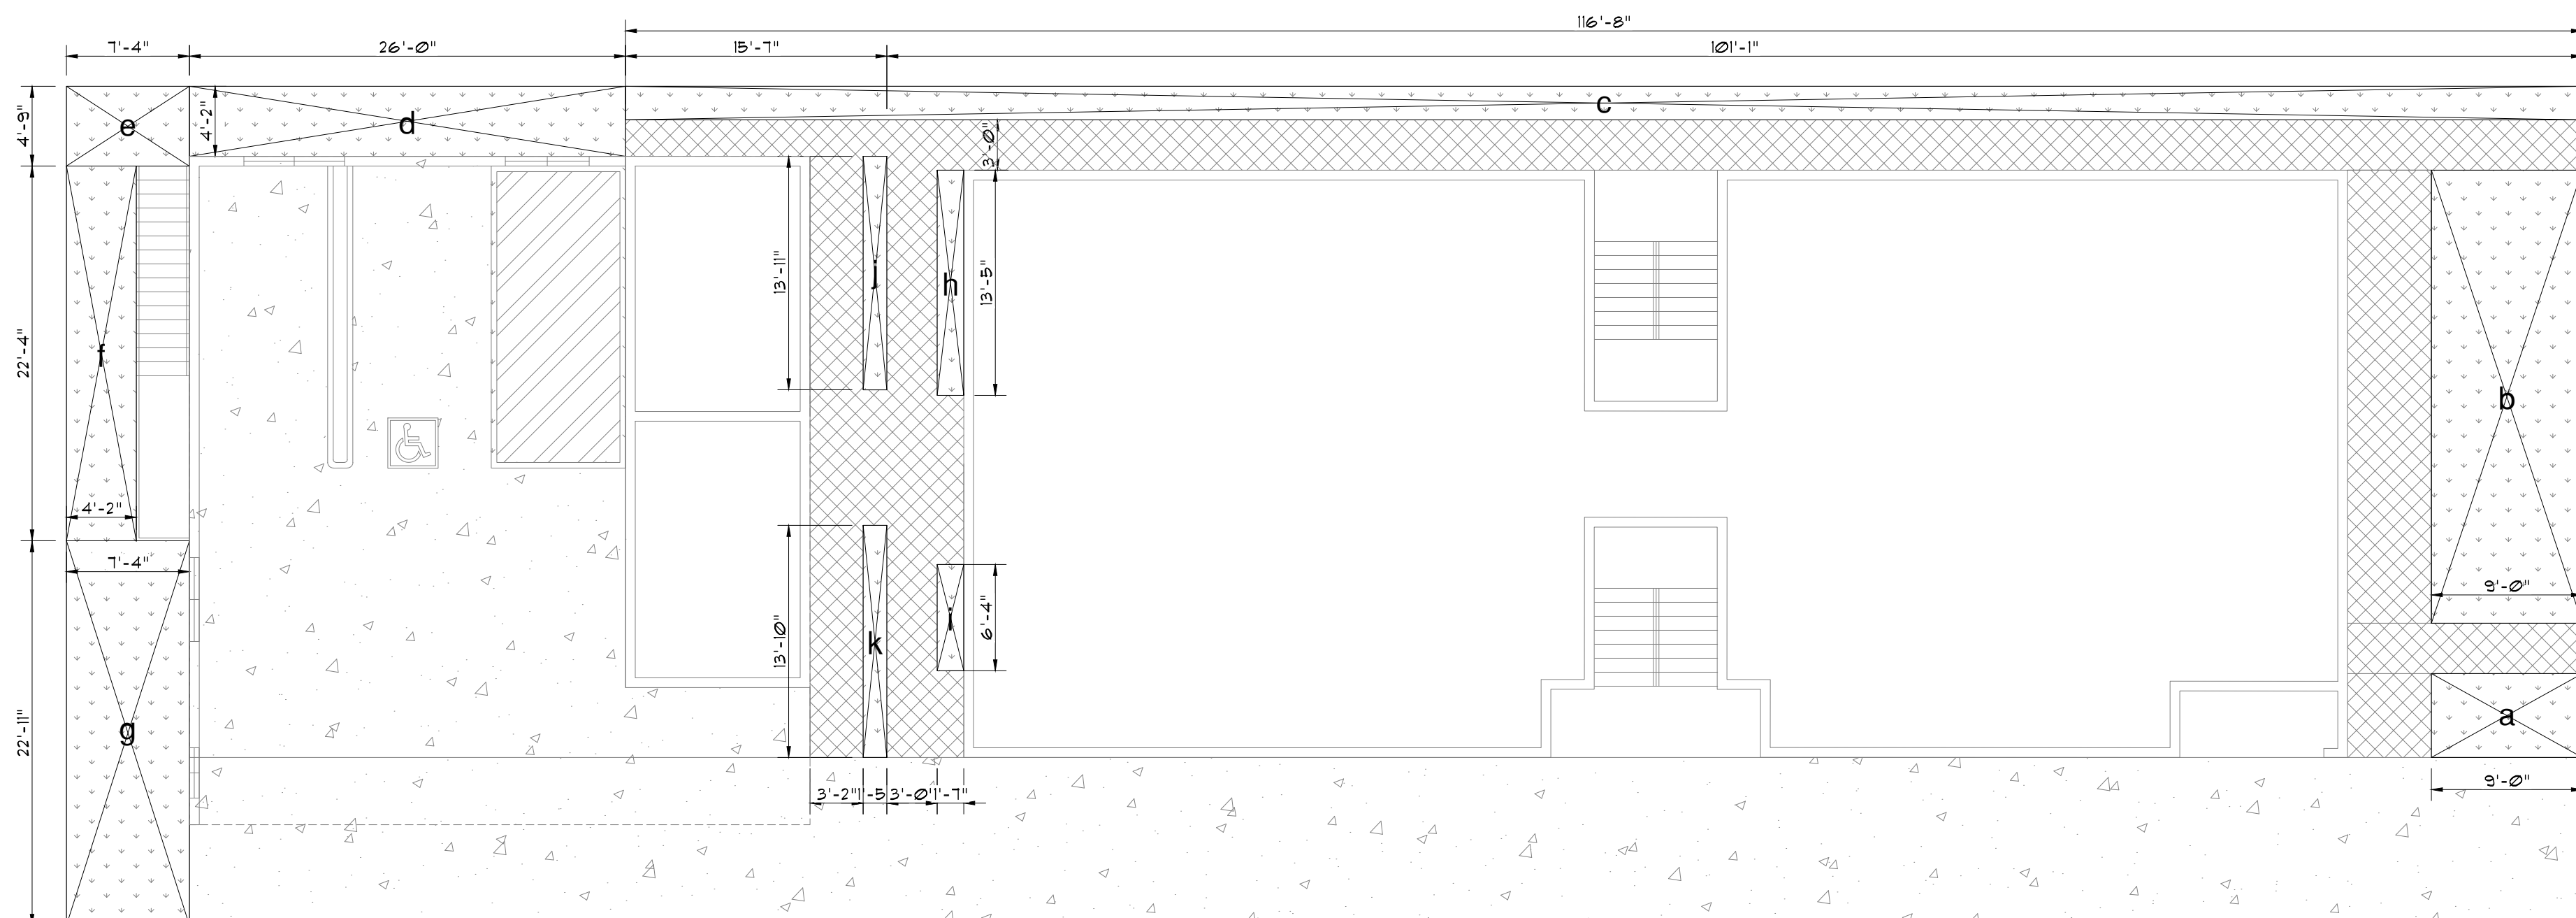 116'-8"
7'-4" 26'-0" 15'-7" 101'-1"
4'-9" e 4'-2" d c
3'-0"
22'-4" f 13'-11" j h 13'-5" b
4'-2"
7'-4" 9'-0"
13'-10" k i 6'-4"
22'-11" g a
3'-2" 1'-5 3'-0" 1'-7" 9'-0"